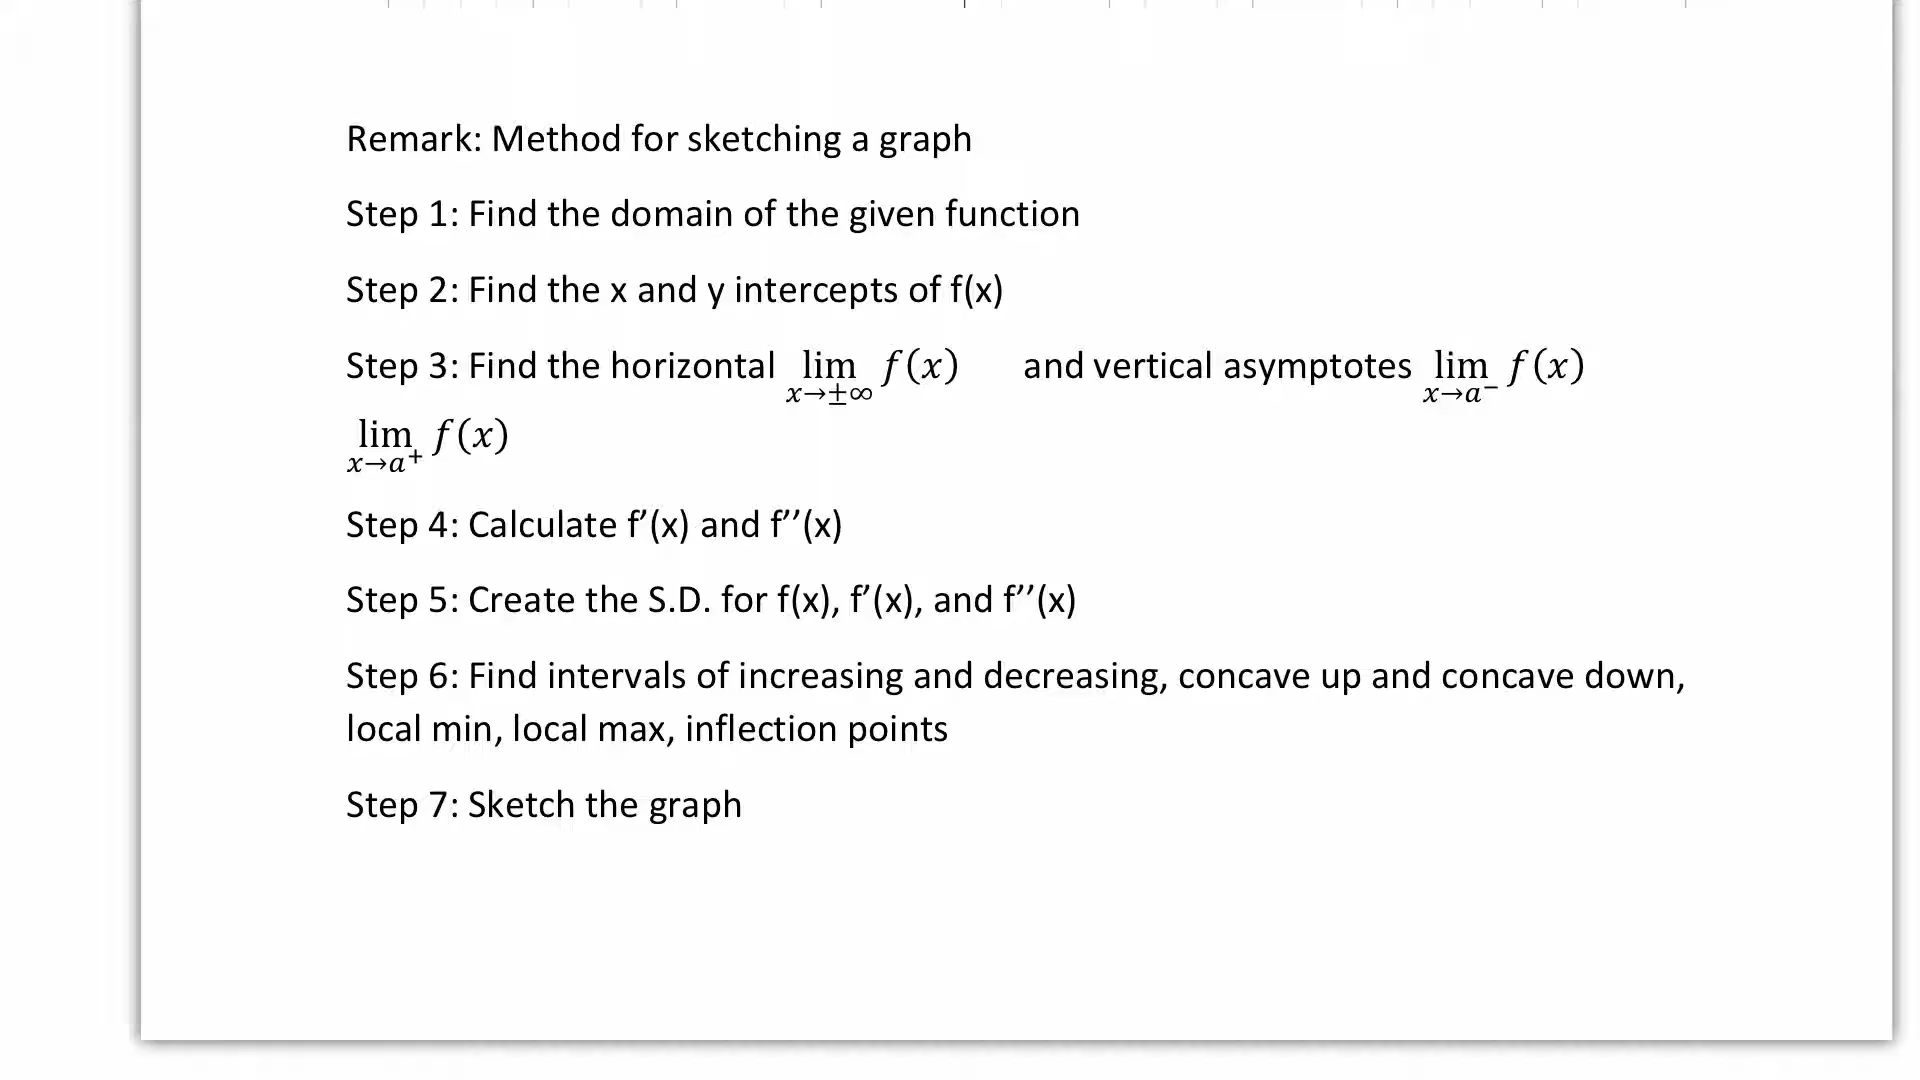 Remark: Method for sketching a graph
Step 1: Find the domain of the given function
Step 2: Find the x and y intercepts of f(x)
Step 3: Find the horizontal lim x→±∞ f(x) and vertical asymptotes lim x→a⁻ f(x)
lim x→a⁺ f(x)
Step 4: Calculate f’(x) and f’’(x)
Step 5: Create the S.D. for f(x), f’(x), and f’’(x)
Step 6: Find intervals of increasing and decreasing, concave up and concave down,
local min, local max, inflection points
Step 7: Sketch the graph